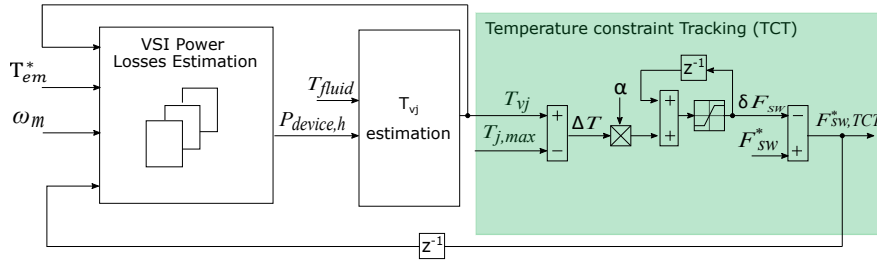 Temperature constraint Tracking (TCT)
VSI Power
Losses Estimation
T*em
ωm
Tfluid
Pdevice,h
Tvj
estimation
Tvj
Tj,max
+
−
ΔT
α
z-1
+
+
δFsw
F*sw
−
+
F*sw,TCT
z-1